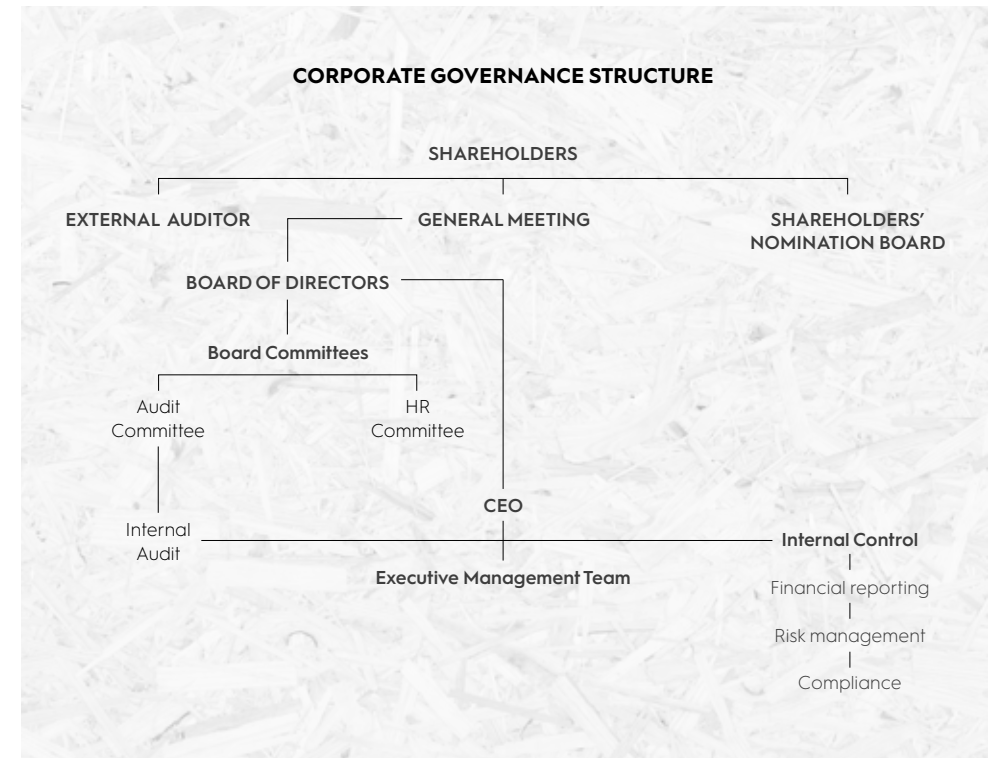 CORPORATE GOVERNANCE STRUCTURE
SHAREHOLDERS
EXTERNAL AUDITOR
GENERAL MEETING
SHAREHOLDERS’
NOMINATION BOARD
BOARD OF DIRECTORS
Board Committees
Audit
Committee
HR
Committee
CEO
Internal
Audit
Internal Control
Executive Management Team
Financial reporting
Risk management
Compliance